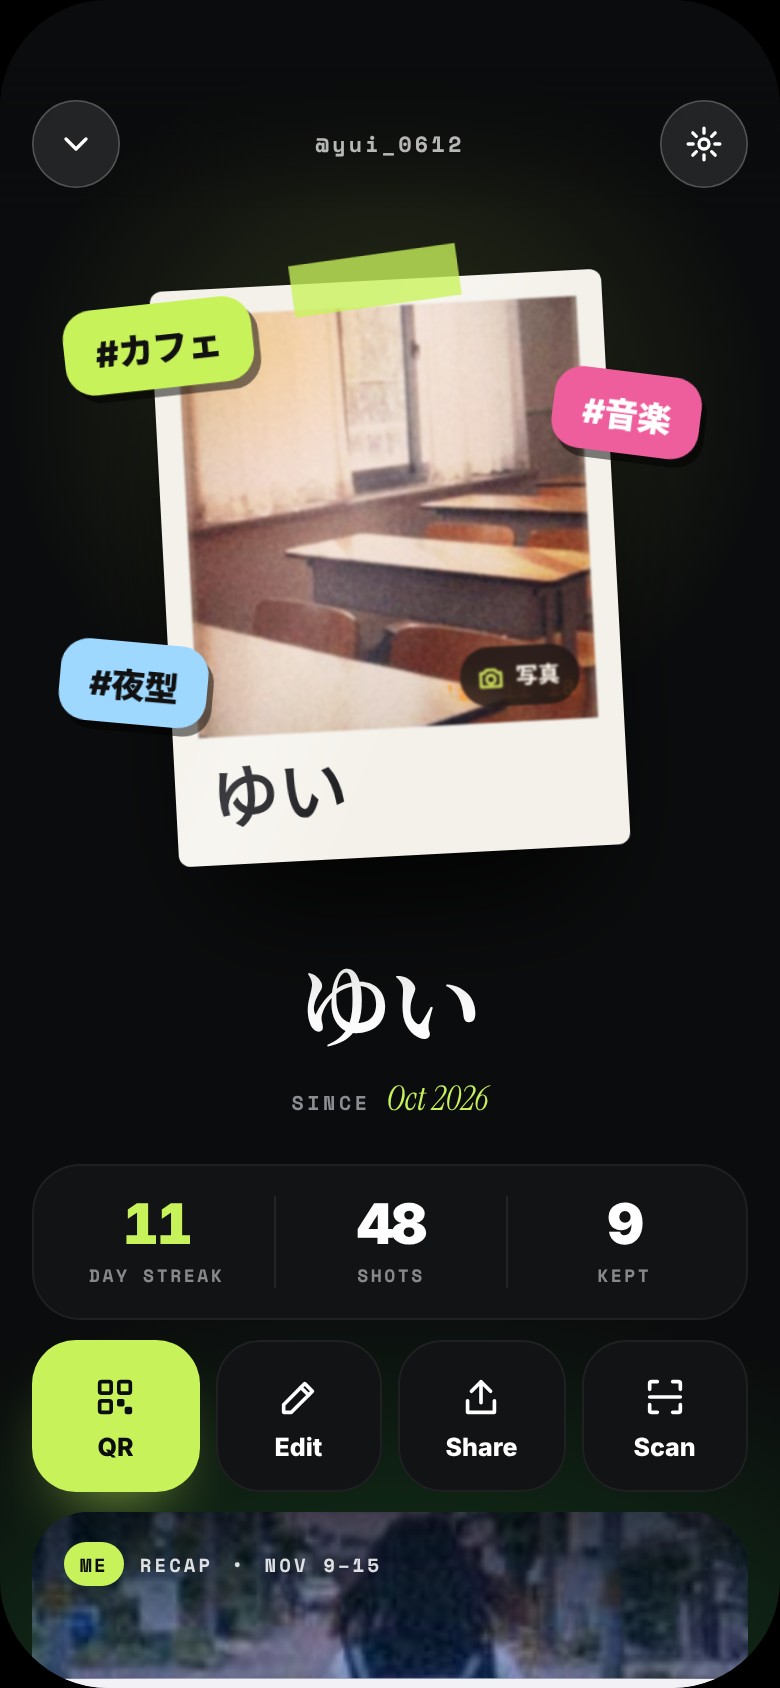 @yui_0612
#カフェ
#音楽
#夜型
写真
ゆい
ゆい
SINCE Oct 2026
11
DAY STREAK
48
SHOTS
9
KEPT
QR
Edit
Share
Scan
ME RECAP • NOV 9–15